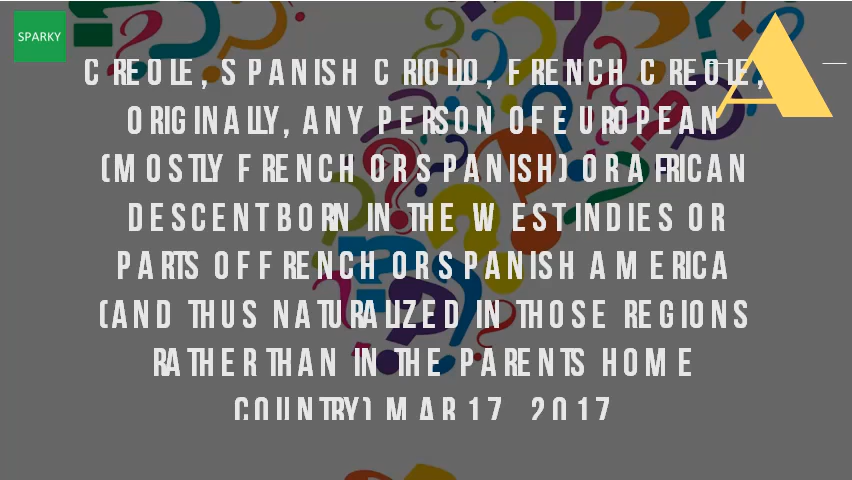 SPARKY
A
CREOLE, SPANISH CRIOLLO, FRENCH CREOLE,
ORIGINALLY, ANY PERSON OF EUROPEAN
(MOSTLY FRENCH OR SPANISH) OR AFRICAN
DESCENT BORN IN THE WEST INDIES OR
PARTS OF FRENCH OR SPANISH AMERICA
(AND THUS NATURALIZED IN THOSE REGIONS
RATHER THAN IN THE PARENTS HOME
COUNTRY) MAR 17, 2017